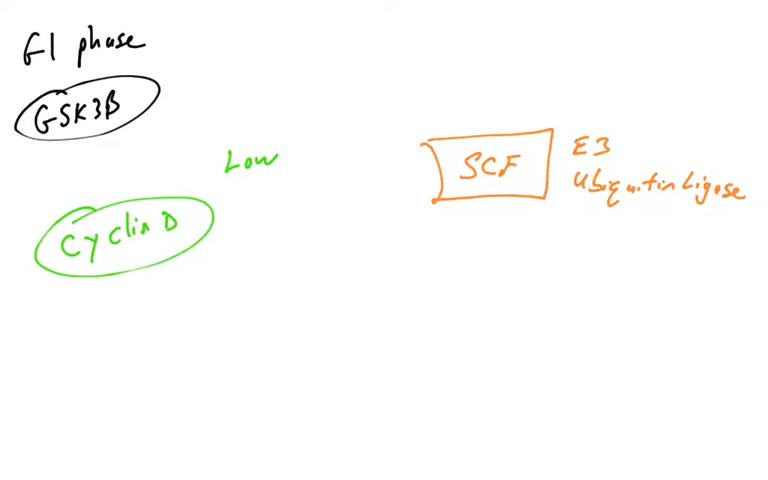 G1 phase
GSK3B
Low
Cyclin D
SCF
E3
Ubiquitin Ligase